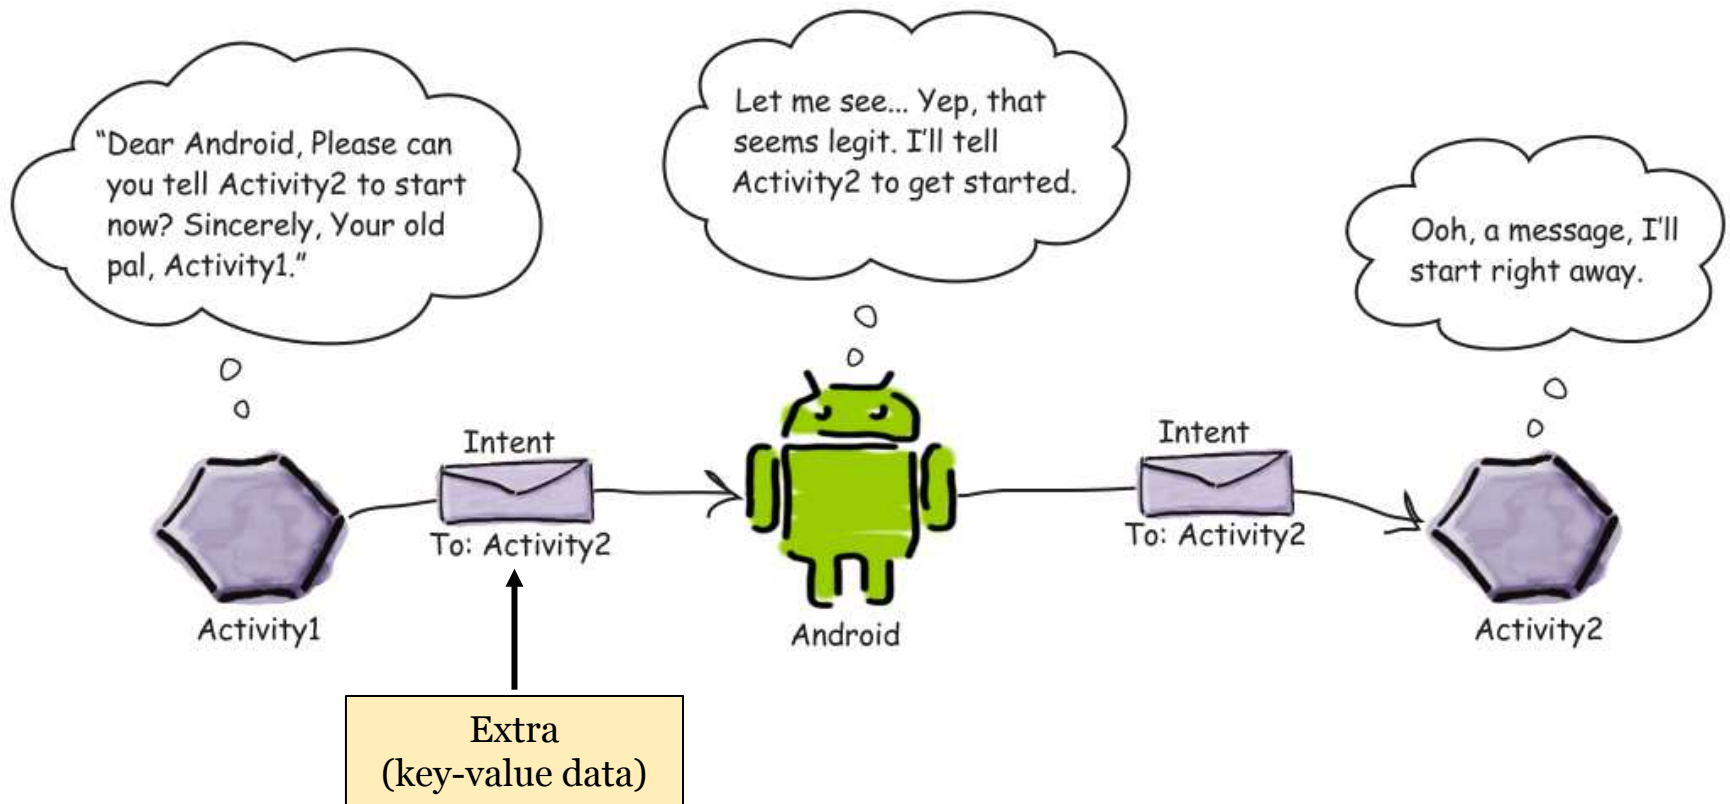 “Dear Android, Please can
you tell Activity2 to start
now? Sincerely, Your old
pal, Activity1.”
Let me see... Yep, that
seems legit. I’ll tell
Activity2 to get started.
Ooh, a message, I’ll
start right away.
Intent
To: Activity2
Intent
To: Activity2
Activity1
Android
Activity2
Extra
(key-value data)